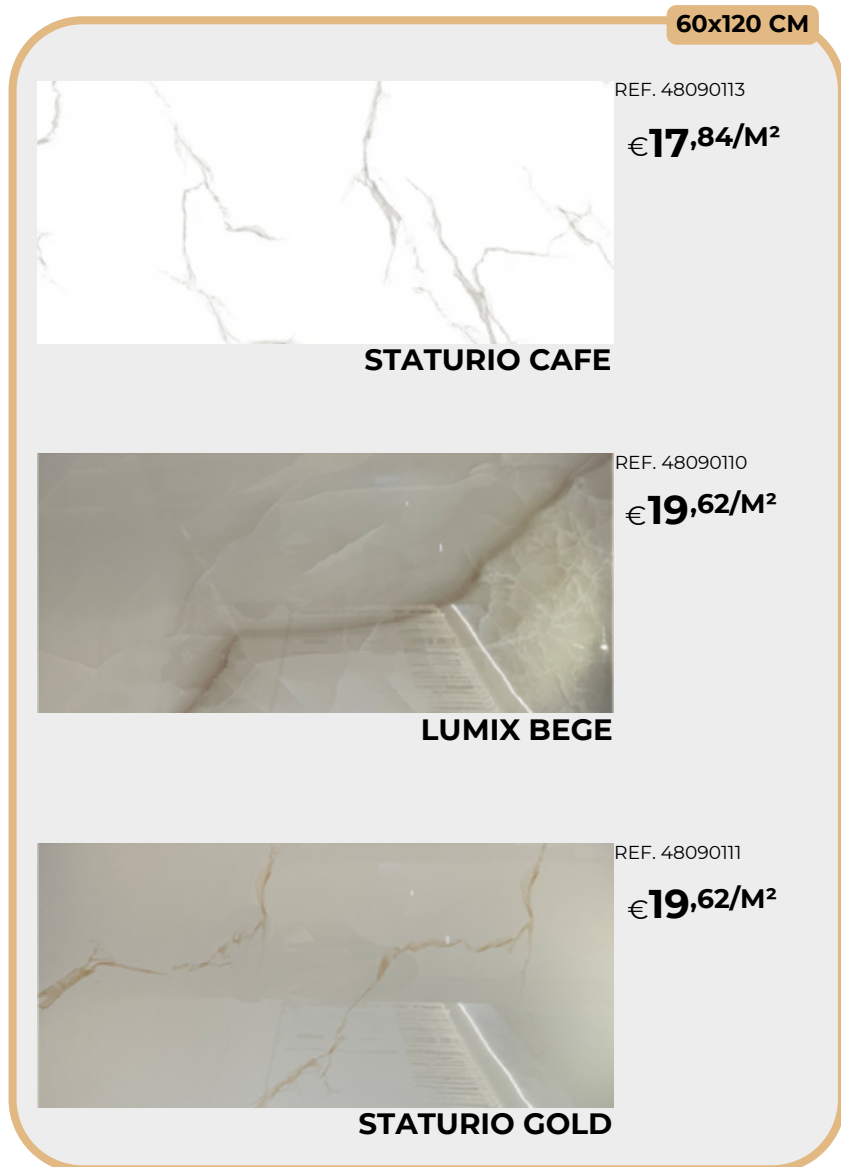 60x120 CM
REF. 48090113
€17,84/M²
STATURIO CAFE
REF. 48090110
€19,62/M²
LUMIX BEGE
REF. 48090111
€19,62/M²
STATURIO GOLD